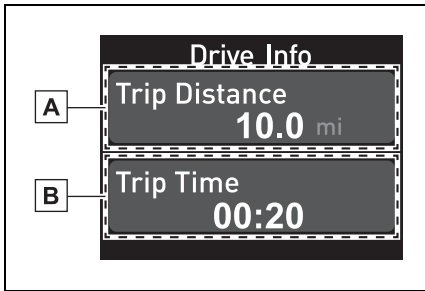 Drive Info
A
Trip Distance
10.0 mi
B
Trip Time
00:20